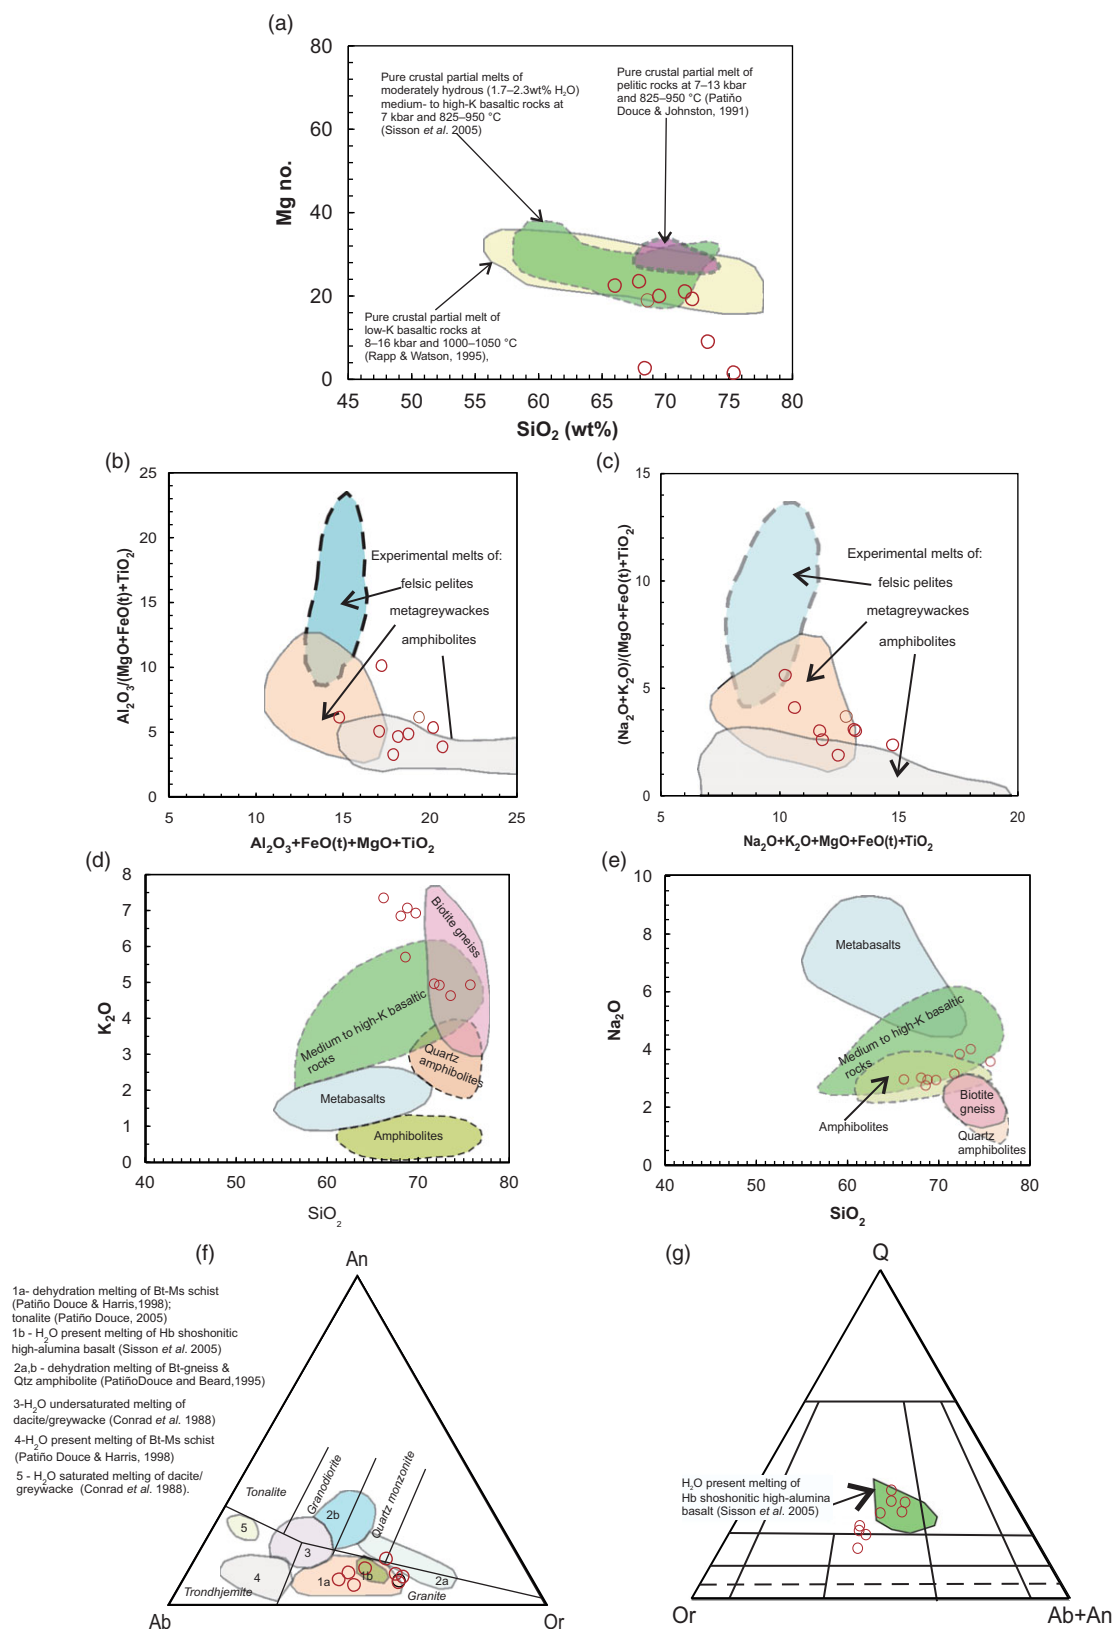 (a)
80
60
40
20
0
Mg no.
Pure crustal partial melts of
moderately hydrous (1.7–2.3wt% H₂O)
medium- to high-K basaltic rocks at
7 kbar and 825–950 °C
(Sisson et al. 2005)
Pure crustal partial melt of
pelitic rocks at 7–13 kbar
and 825–950 °C (Patiño
Douce & Johnston, 1991)
Pure crustal partial melt of
low-K basaltic rocks at
8–16 kbar and 1000–1050 °C
(Rapp & Watson, 1995),
45 50 55 60 65 70 75 80
SiO₂ (wt%)
(b)
25
20
15
10
5
0
Al₂O₃/(MgO+FeO(t)+TiO₂)
Experimental melts of:
felsic pelites
metagreywackes
amphibolites
5 10 15 20 25
Al₂O₃+FeO(t)+MgO+TiO₂
(c)
15
10
5
0
(Na₂O+K₂O)/(MgO+FeO(t)+TiO₂)
Experimental melts of:
felsic pelites
metagreywackes
amphibolites
5 10 15 20
Na₂O+K₂O+MgO+FeO(t)+TiO₂
(d)
8
7
6
5
4
3
2
1
0
K₂O
Biotite gneiss
Medium to high-K basaltic
rocks
Quartz
amphibolites
Metabasalts
Amphibolites
40 50 60 70 80
SiO₂
(e)
10
8
6
4
2
0
Na₂O
Metabasalts
Medium to high-K basaltic
rocks
Amphibolites
Biotite
gneiss
Quartz
amphibolites
40 50 60 70 80
SiO₂
(f)
An
1a- dehydration melting of Bt-Ms schist
(Patiño Douce & Harris,1998);
tonalite (Patiño Douce, 2005)
1b - H₂O present melting of Hb shoshonitic
high-alumina basalt (Sisson et al. 2005)
2a,b - dehydration melting of Bt-gneiss &
Qtz amphibolite (PatiñoDouce and Beard,1995)
3-H₂O undersaturated melting of
dacite/greywacke (Conrad et al. 1988)
4-H₂O present melting of Bt-Ms schist
(Patiño Douce & Harris, 1998)
5 - H₂O saturated melting of dacite/
greywacke (Conrad et al. 1988).
Tonalite
Granodiorite
Quartz monzonite
5
2b
3
4
1a
1b
2a
Trondhjemite
Granite
Ab
Or
(g)
Q
H₂O present melting of
Hb shoshonitic high-alumina
basalt (Sisson et al. 2005)
Or
Ab+An